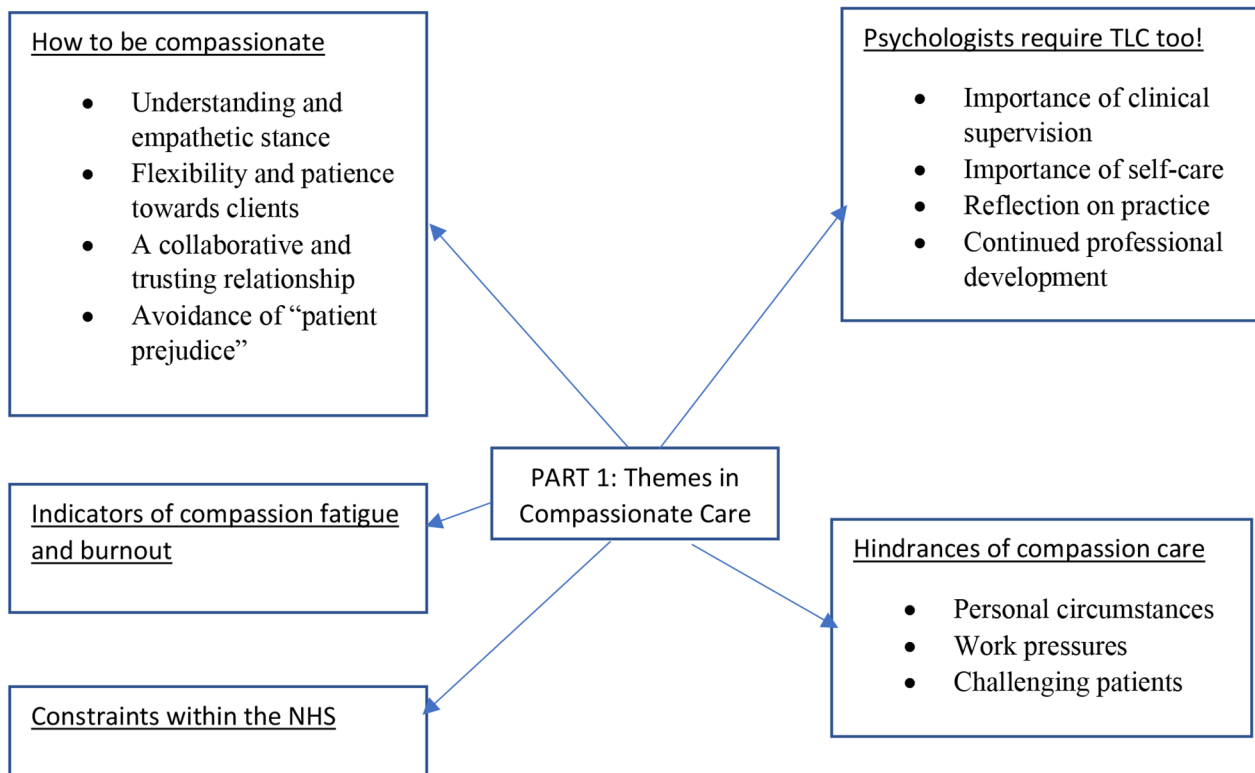 How to be compassionate
• Understanding and
empathetic stance
• Flexibility and patience
towards clients
• A collaborative and
trusting relationship
• Avoidance of “patient
prejudice”
Psychologists require TLC too!
• Importance of clinical
supervision
• Importance of self-care
• Reflection on practice
• Continued professional
development
PART 1: Themes in
Compassionate Care
Indicators of compassion fatigue
and burnout
Hindrances of compassion care
• Personal circumstances
• Work pressures
• Challenging patients
Constraints within the NHS